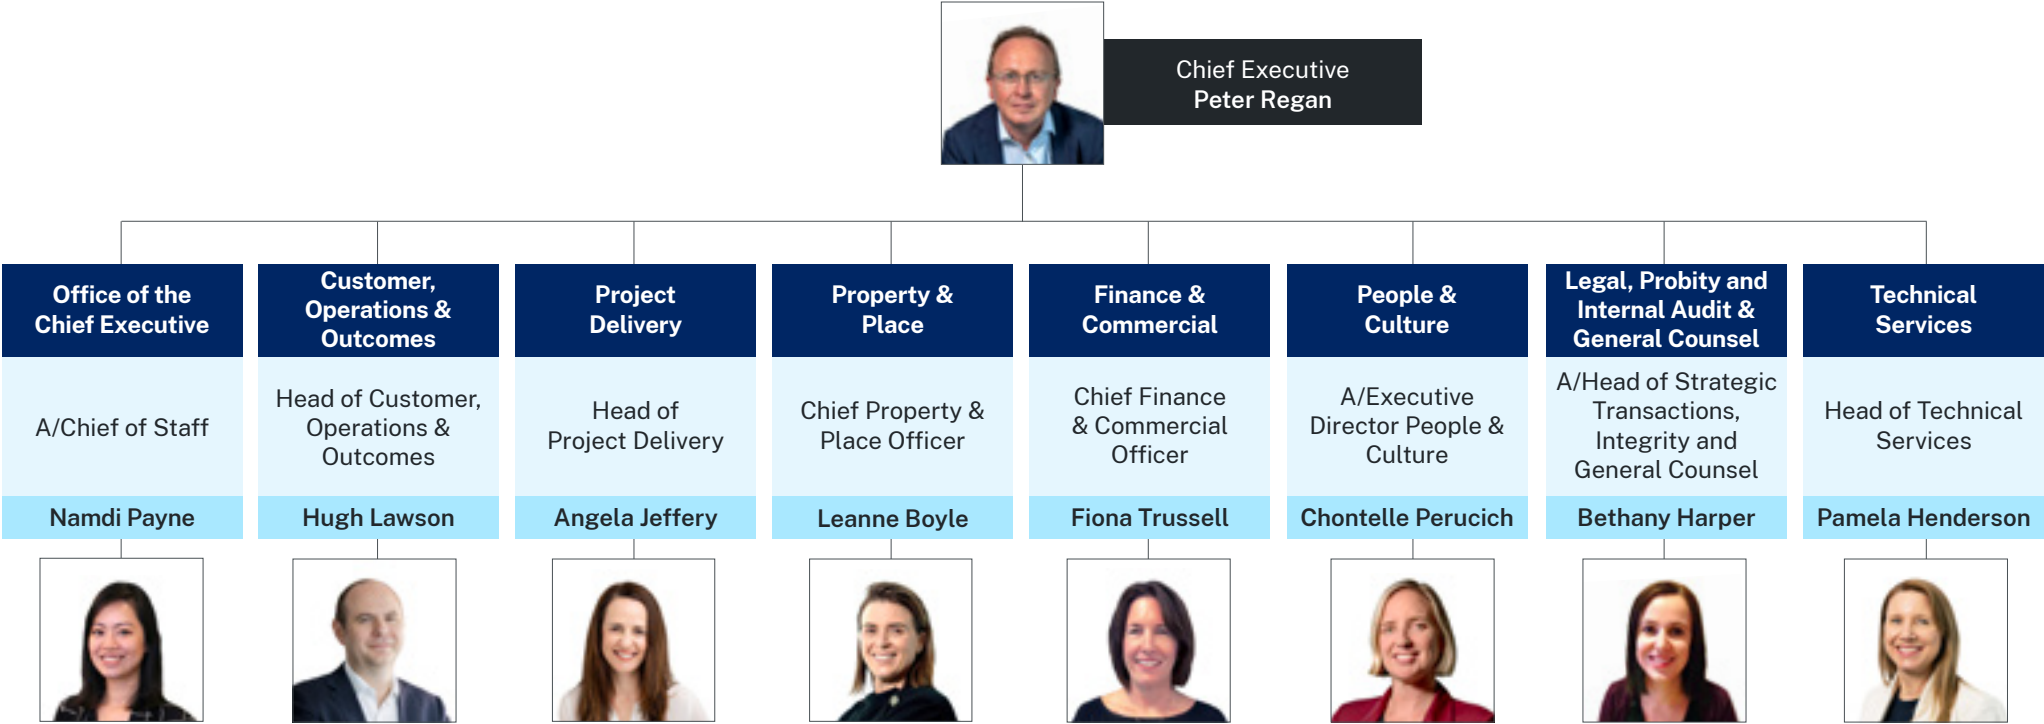 Chief Executive
Peter Regan
Office of the
Chief Executive
A/Chief of Staff
Namdi Payne
Customer,
Operations &
Outcomes
Head of Customer,
Operations &
Outcomes
Hugh Lawson
Project
Delivery
Head of
Project Delivery
Angela Jeffery
Property &
Place
Chief Property &
Place Officer
Leanne Boyle
Finance &
Commercial
Chief Finance
& Commercial
Officer
Fiona Trussell
People &
Culture
A/Executive
Director People &
Culture
Chontelle Perucich
Legal, Probity and
Internal Audit &
General Counsel
A/Head of Strategic
Transactions,
Integrity and
General Counsel
Bethany Harper
Technical
Services
Head of Technical
Services
Pamela Henderson